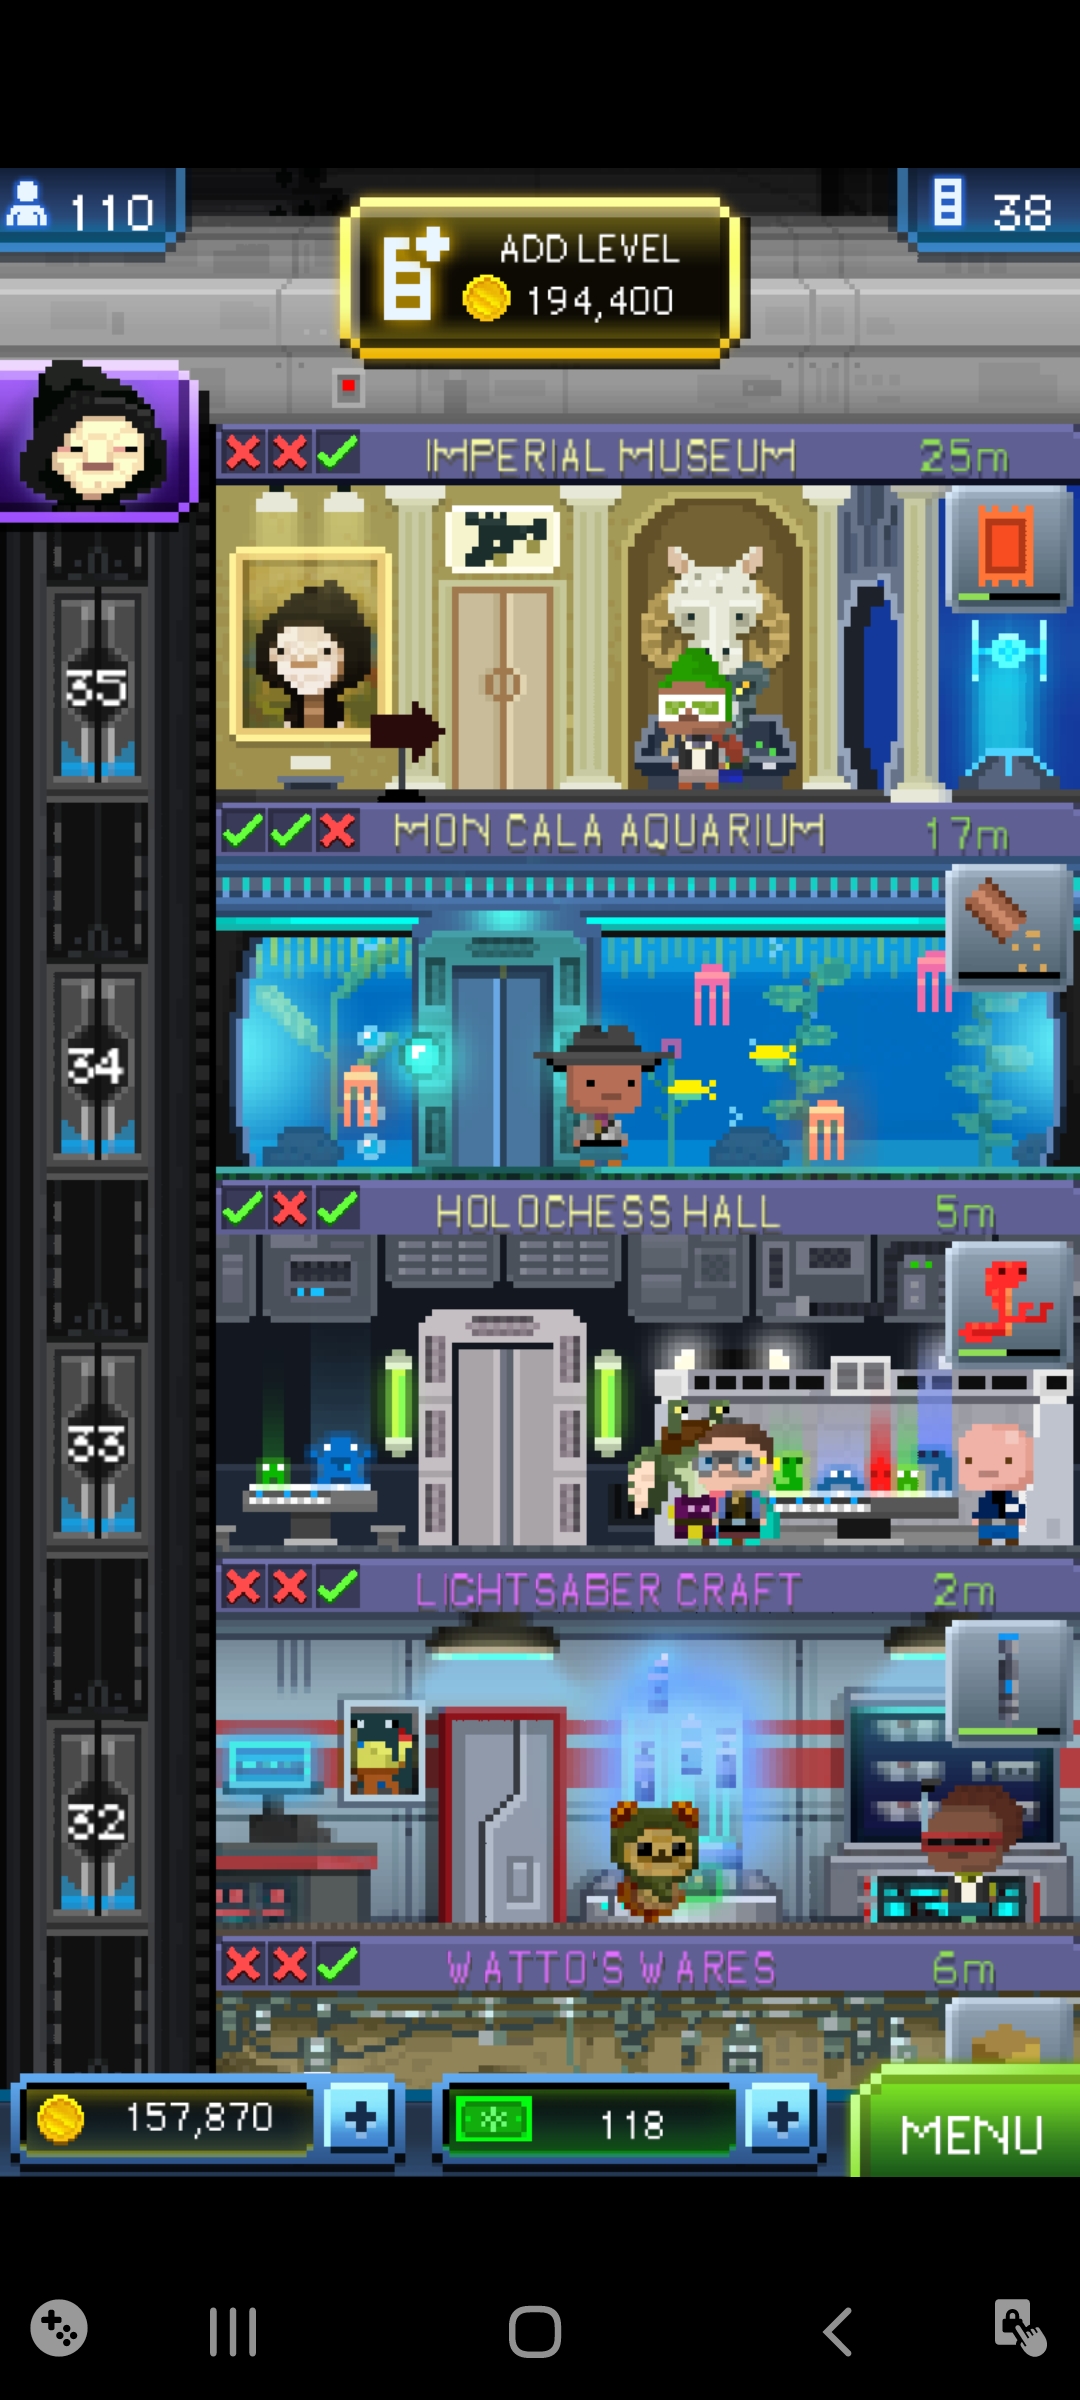 110
ADD LEVEL
194,400
38
IMPERIAL MUSEUM 25m
35
MON CALA AQUARIUM 17m
34
HOLOCHESS HALL 5m
33
LIGHTSABER CRAFT 2m
32
WATTO'S WARES 6m
157,870
118
MENU